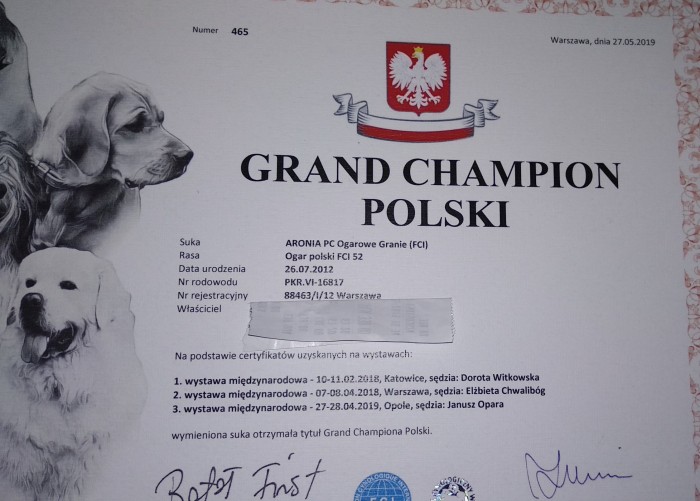 Numer 465
Warszawa, dnia 27.05.2019
GRAND CHAMPION
POLSKI
Suka ARONIA PC Ogarowe Granie (FCI)
Rasa Ogar polski FCI 52
Data urodzenia 26.07.2012
Nr rodowodu PKR.VI-16817
Nr rejestracyjny 88463/I/12 Warszawa
Właściciel
Na podstawie certyfikatów uzyskanych na wystawach:
1. wystawa międzynarodowa - 10-11.02.2018, Katowice, sędzia: Dorota Witkowska
2. wystawa międzynarodowa - 07-08.04.2018, Warszawa, sędzia: Elżbieta Chwalibóg
3. wystawa międzynarodowa - 27-28.04.2019, Opole, sędzia: Janusz Opara
wymieniona suka otrzymała tytuł Grand Championa Polski.